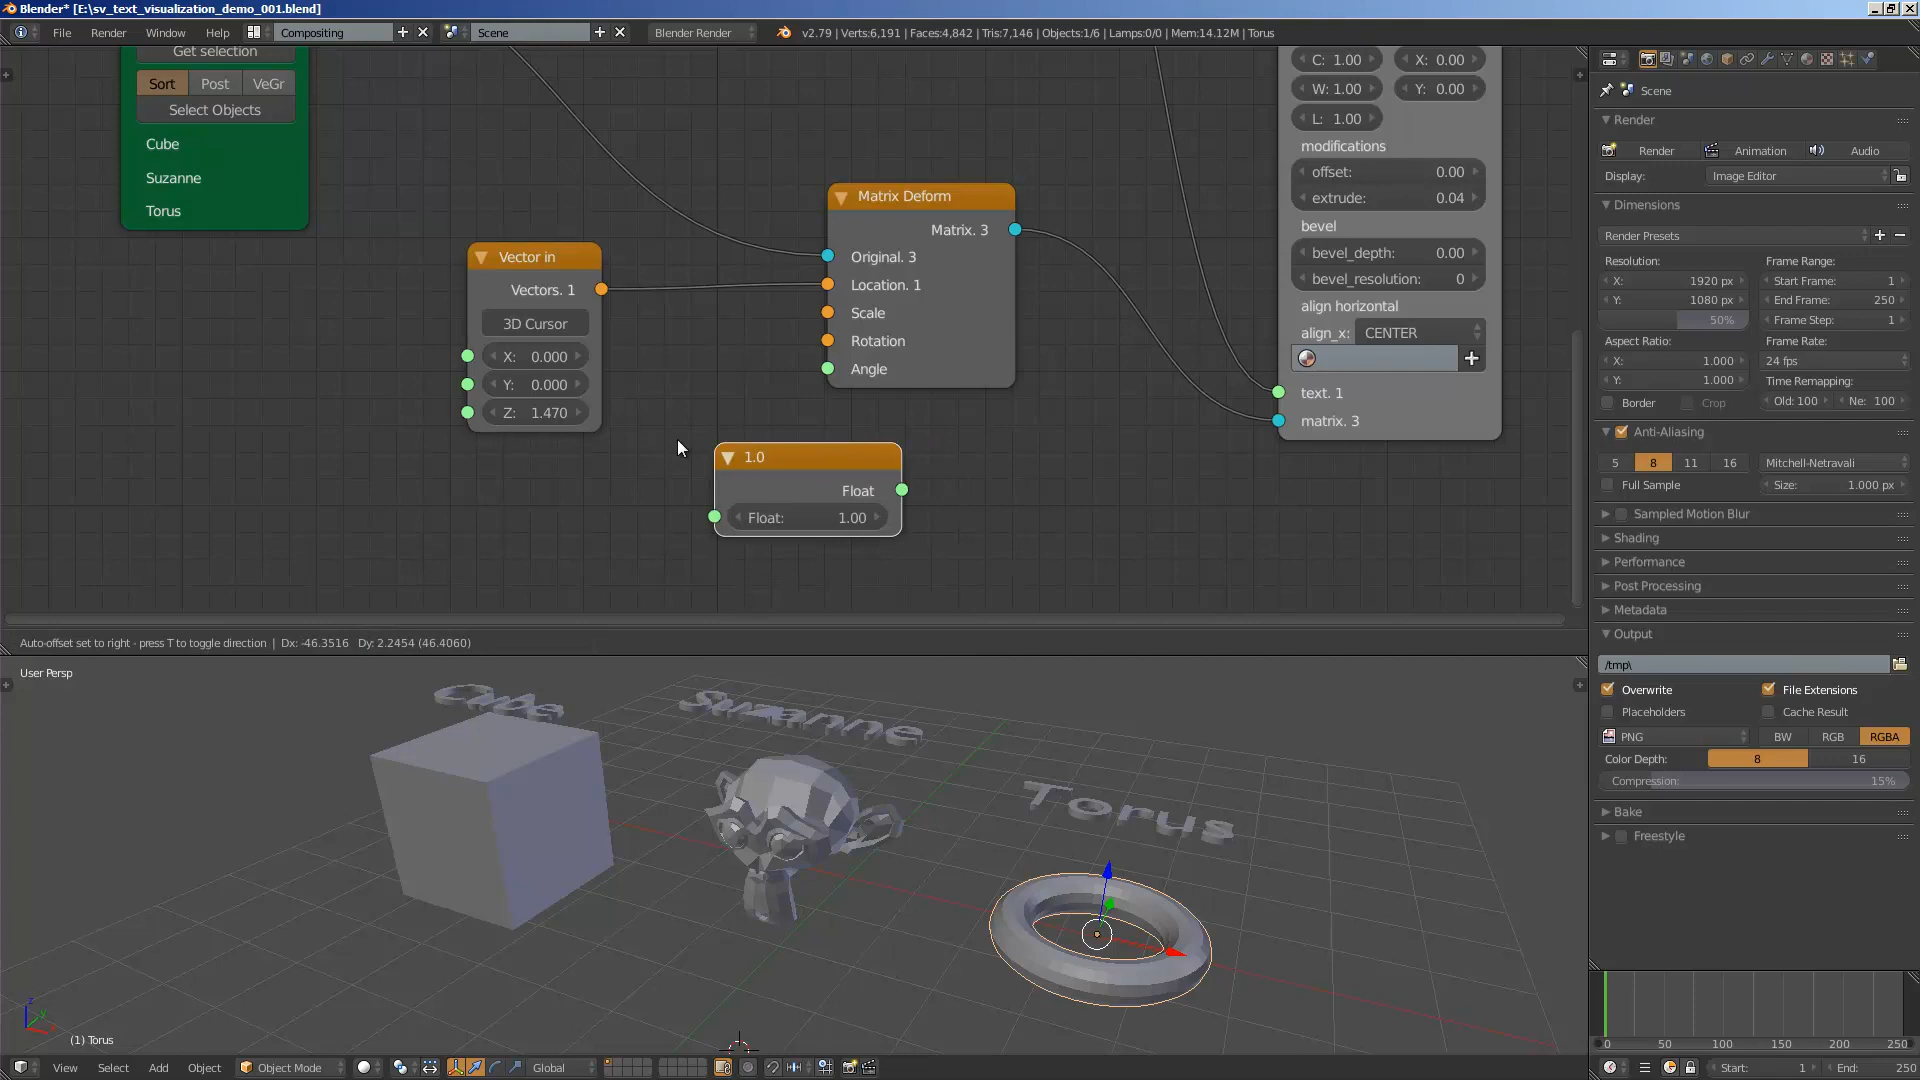 Blender* [E:\sv_text_visualization_demo_001.blend]
File Render Window Help Compositing Scene Blender Render v2.79 | Verts:6,191 | Faces:4,842 | Tris:7,146 | Objects:1/6 | Lamps:0/0 | Mem:14.12M | Torus
Get selection
Sort Post VeGr
Select Objects
Cube
Suzanne
Torus
Vector in
Vectors. 1
3D Cursor
X: 0.000
Y: 0.000
Z: 1.470
Matrix Deform
Matrix. 3
Original. 3
Location. 1
Scale
Rotation
Angle
1.0
Float
Float: 1.00
C: 1.00 X: 0.00
W: 1.00 Y: 0.00
L: 1.00
modifications
offset: 0.00
extrude: 0.04
bevel
bevel_depth: 0.00
bevel_resolution: 0
align horizontal
align_x: CENTER
text. 1
matrix. 3
Auto-offset set to right - press T to toggle direction | Dx: -46.3516 Dy: 2.2454 (46.4060)
User Persp
Cube
Suzanne
Torus
z
y
x
(1) Torus
View Select Add Object Object Mode Global
Scene
Render
Render Animation Audio
Display: Image Editor
Dimensions
Render Presets
Resolution: Frame Range:
X: 1920 px Start Frame: 1
Y: 1080 px End Frame: 250
50% Frame Step: 1
Aspect Ratio: Frame Rate:
X: 1.000 24 fps
Y: 1.000 Time Remapping:
Border Crop Old: 100 Ne: 100
Anti-Aliasing
5 8 11 16 Mitchell-Netravali
Full Sample Size: 1.000 px
Sampled Motion Blur
Shading
Performance
Post Processing
Metadata
Output
/tmp\
Overwrite File Extensions
Placeholders Cache Result
PNG BW RGB RGBA
Color Depth: 8 16
Compression: 15%
Bake
Freestyle
0 50 100 150 200 250
Start: 1 End: 250